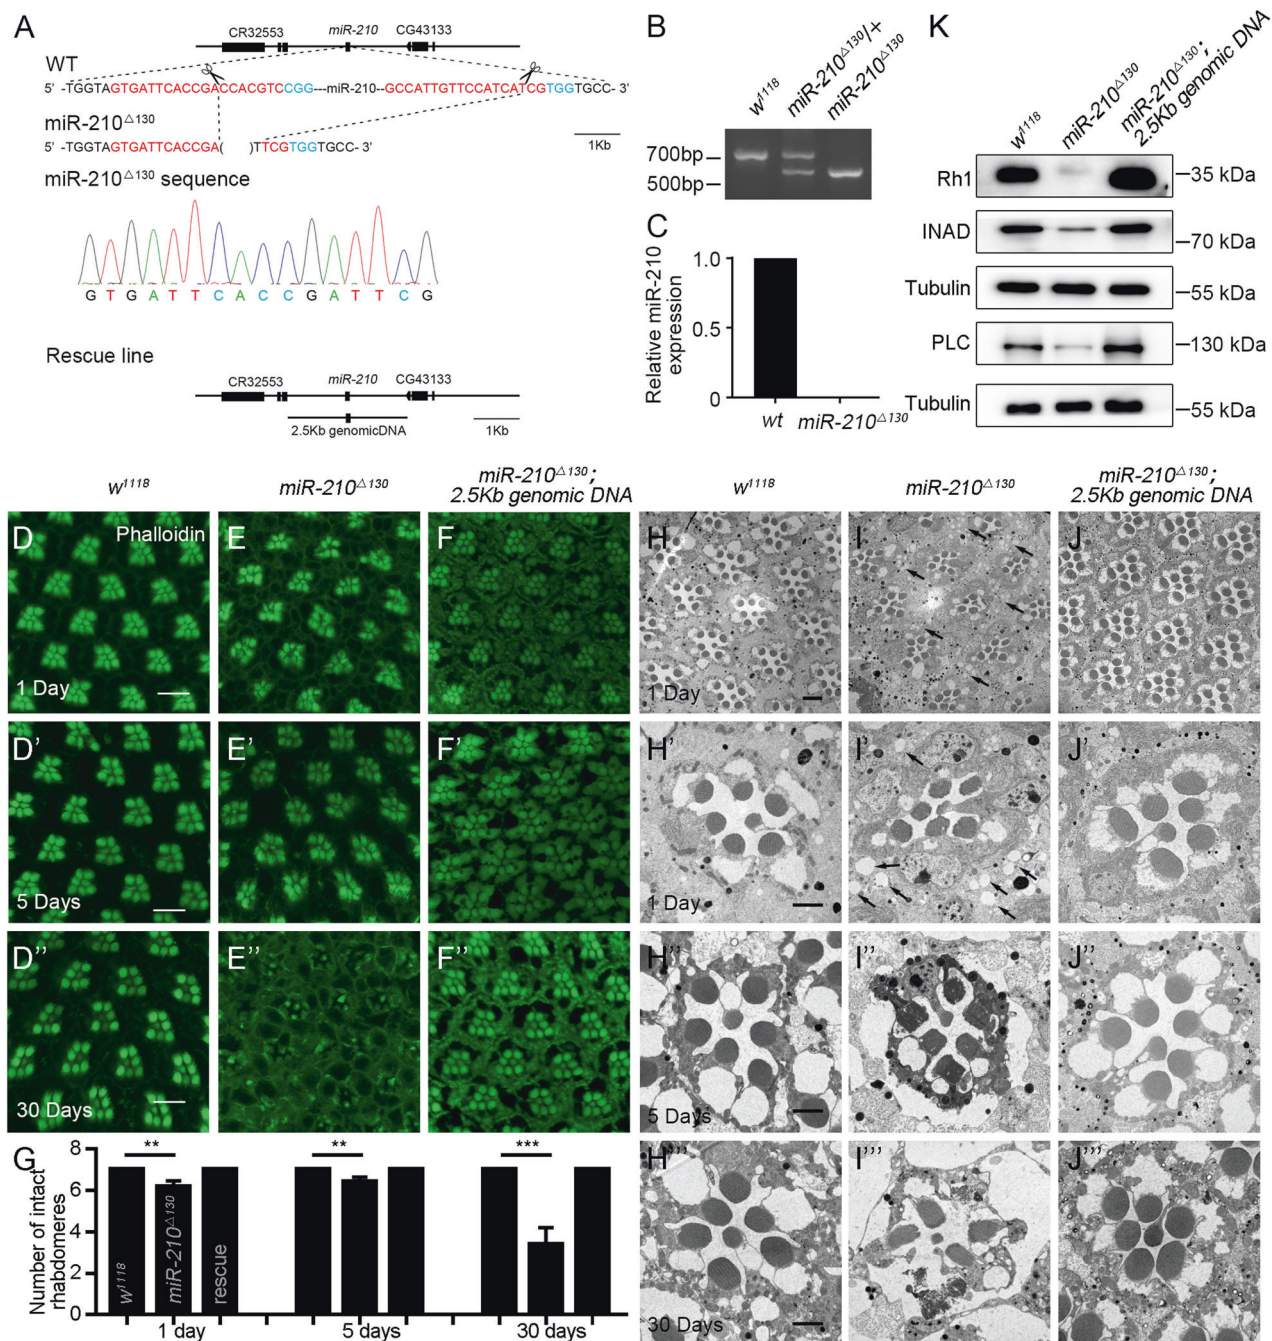 A
CR32553
miR-210
CG43133
WT
5' -TGGTAGTGATTCACCGACCACGTCCGG---miR-210--GCCATTGTTCCATCATCGTGGTGCC- 3'
miR-210△130
5' -TGGTAGTGATTCACCGA( )TTCGTGGTGCC- 3'
1Kb
miR-210△130 sequence
G T G A T T C A C C G A T T C G
Rescue line
CR32553
miR-210
CG43133
2.5Kb genomicDNA
1Kb
B
w1118
miR-210△130/+
miR-210△130
700bp
500bp
C
Relative miR-210
expression
1.0
0.5
0
wt
miR-210△130
K
w1118
miR-210△130
miR-210△130;
2.5Kb genomic DNA
Rh1
35 kDa
INAD
70 kDa
Tubulin
55 kDa
PLC
130 kDa
Tubulin
55 kDa
w1118
miR-210△130
miR-210△130;
2.5Kb genomic DNA
w1118
miR-210△130
miR-210△130;
2.5Kb genomic DNA
D
Phalloidin
1 Day
E
F
H
1 Day
I
J
D'
5 Days
E'
F'
H'
1 Day
I'
J'
D''
30 Days
E''
F''
H''
5 Days
I''
J''
G
Number of intact
rhabdomeres
8
6
4
2
0
**
**
***
w1118
miR-210△130
rescue
1 day
5 days
30 days
H'''
30 Days
I'''
J'''